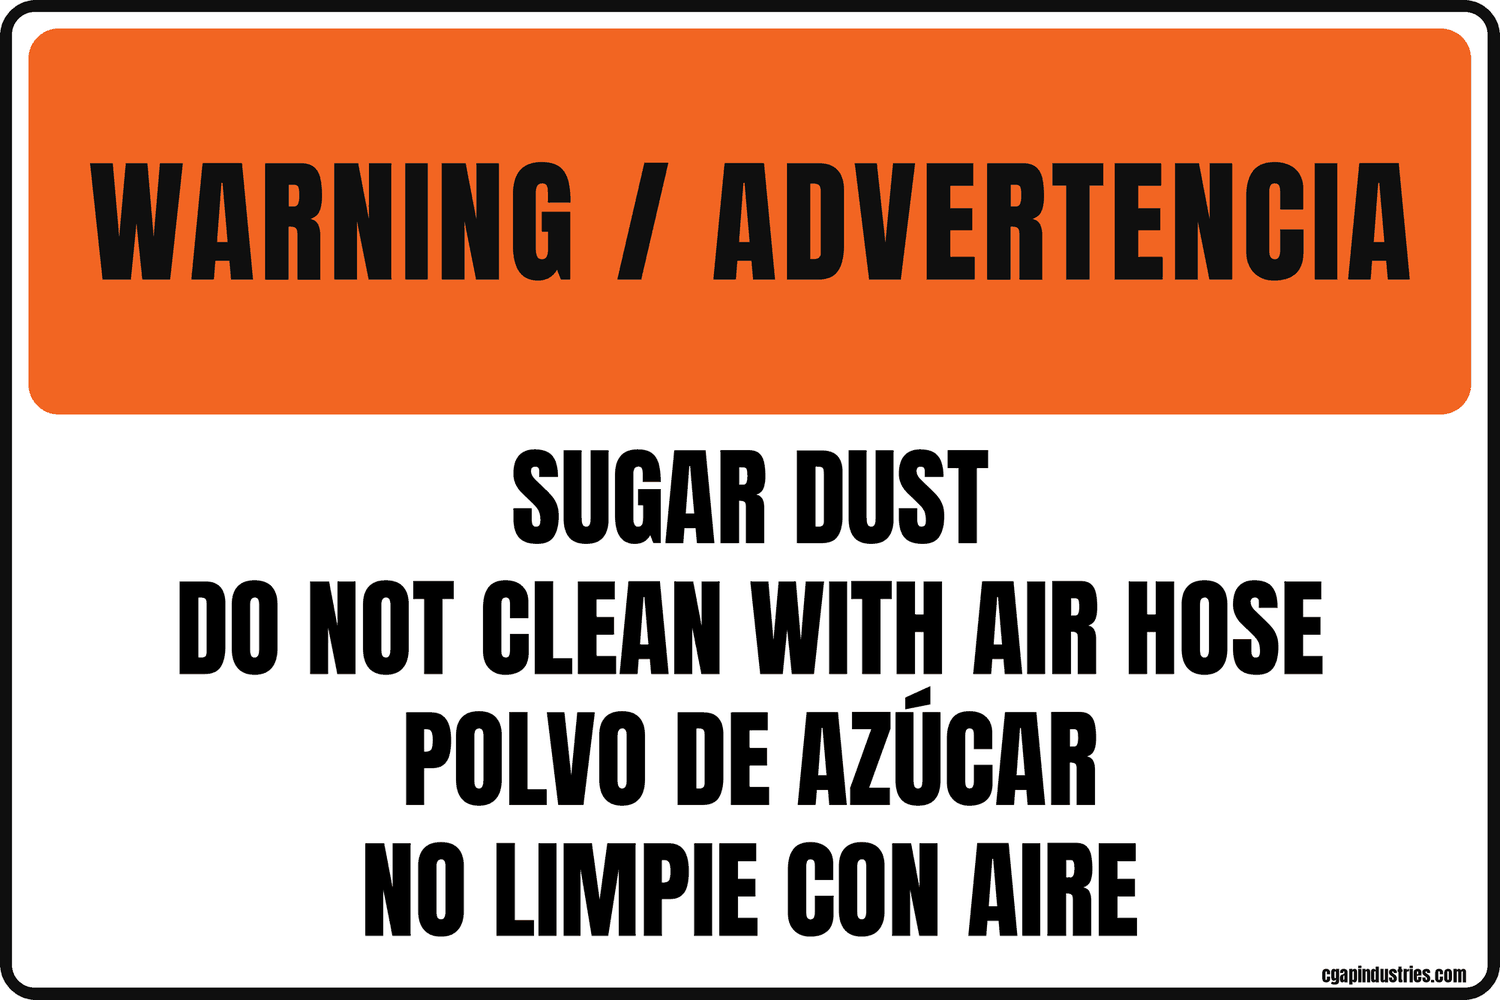 WARNING / ADVERTENCIA
SUGAR DUST
DO NOT CLEAN WITH AIR HOSE
POLVO DE AZÚCAR
NO LIMPIE CON AIRE
cgapindustries.com